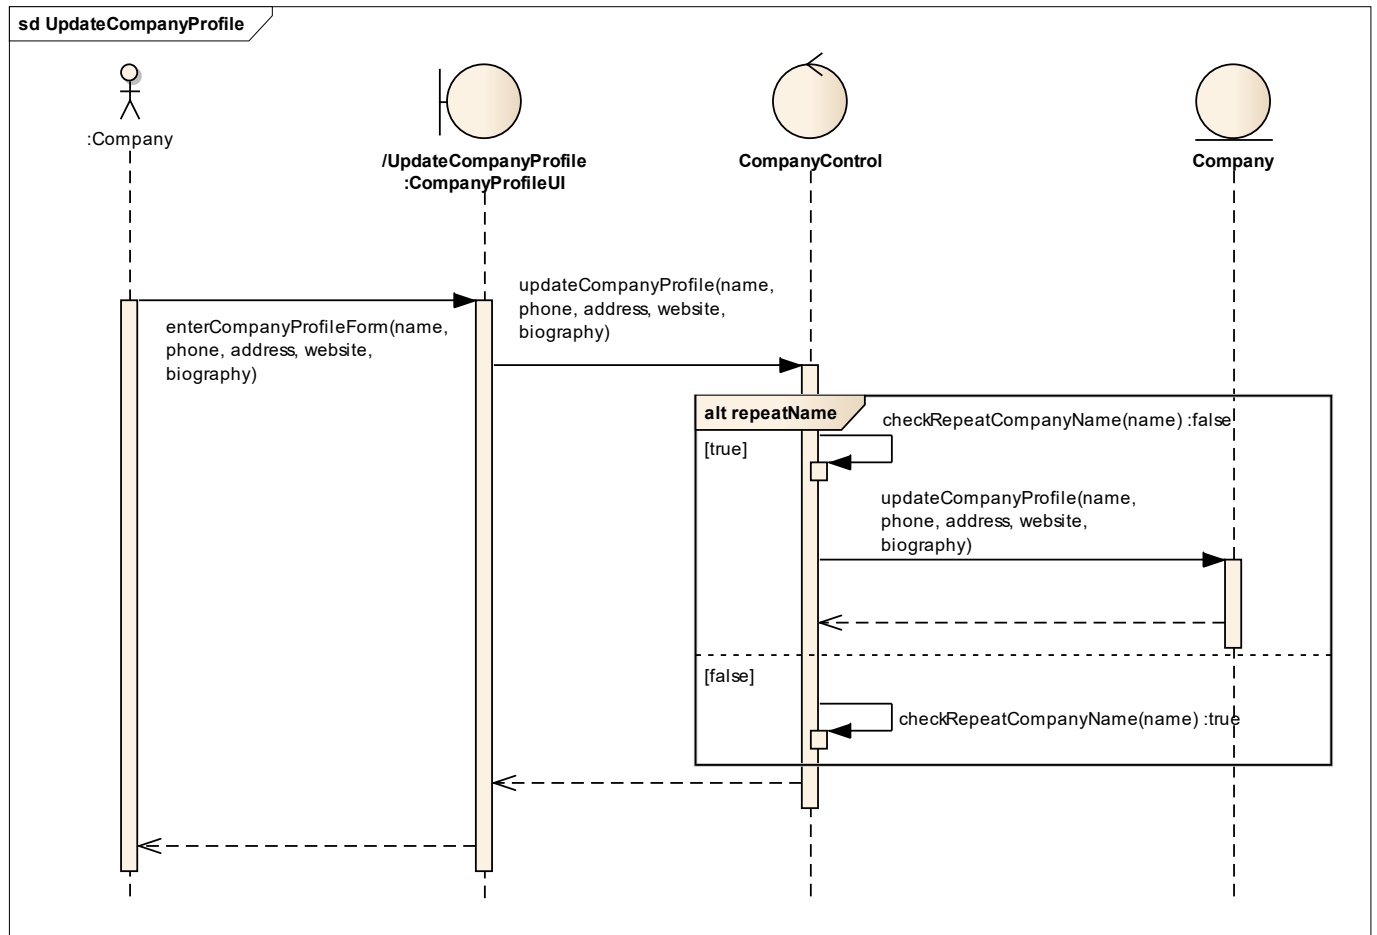 sd UpdateCompanyProfile
:Company
/UpdateCompanyProfile
:CompanyProfileUI
CompanyControl
Company
updateCompanyProfile(name,
phone, address, website,
biography)
enterCompanyProfileForm(name,
phone, address, website,
biography)
alt repeatName
checkRepeatCompanyName(name) :false
[true]
updateCompanyProfile(name,
phone, address, website,
biography)
[false]
checkRepeatCompanyName(name) :true